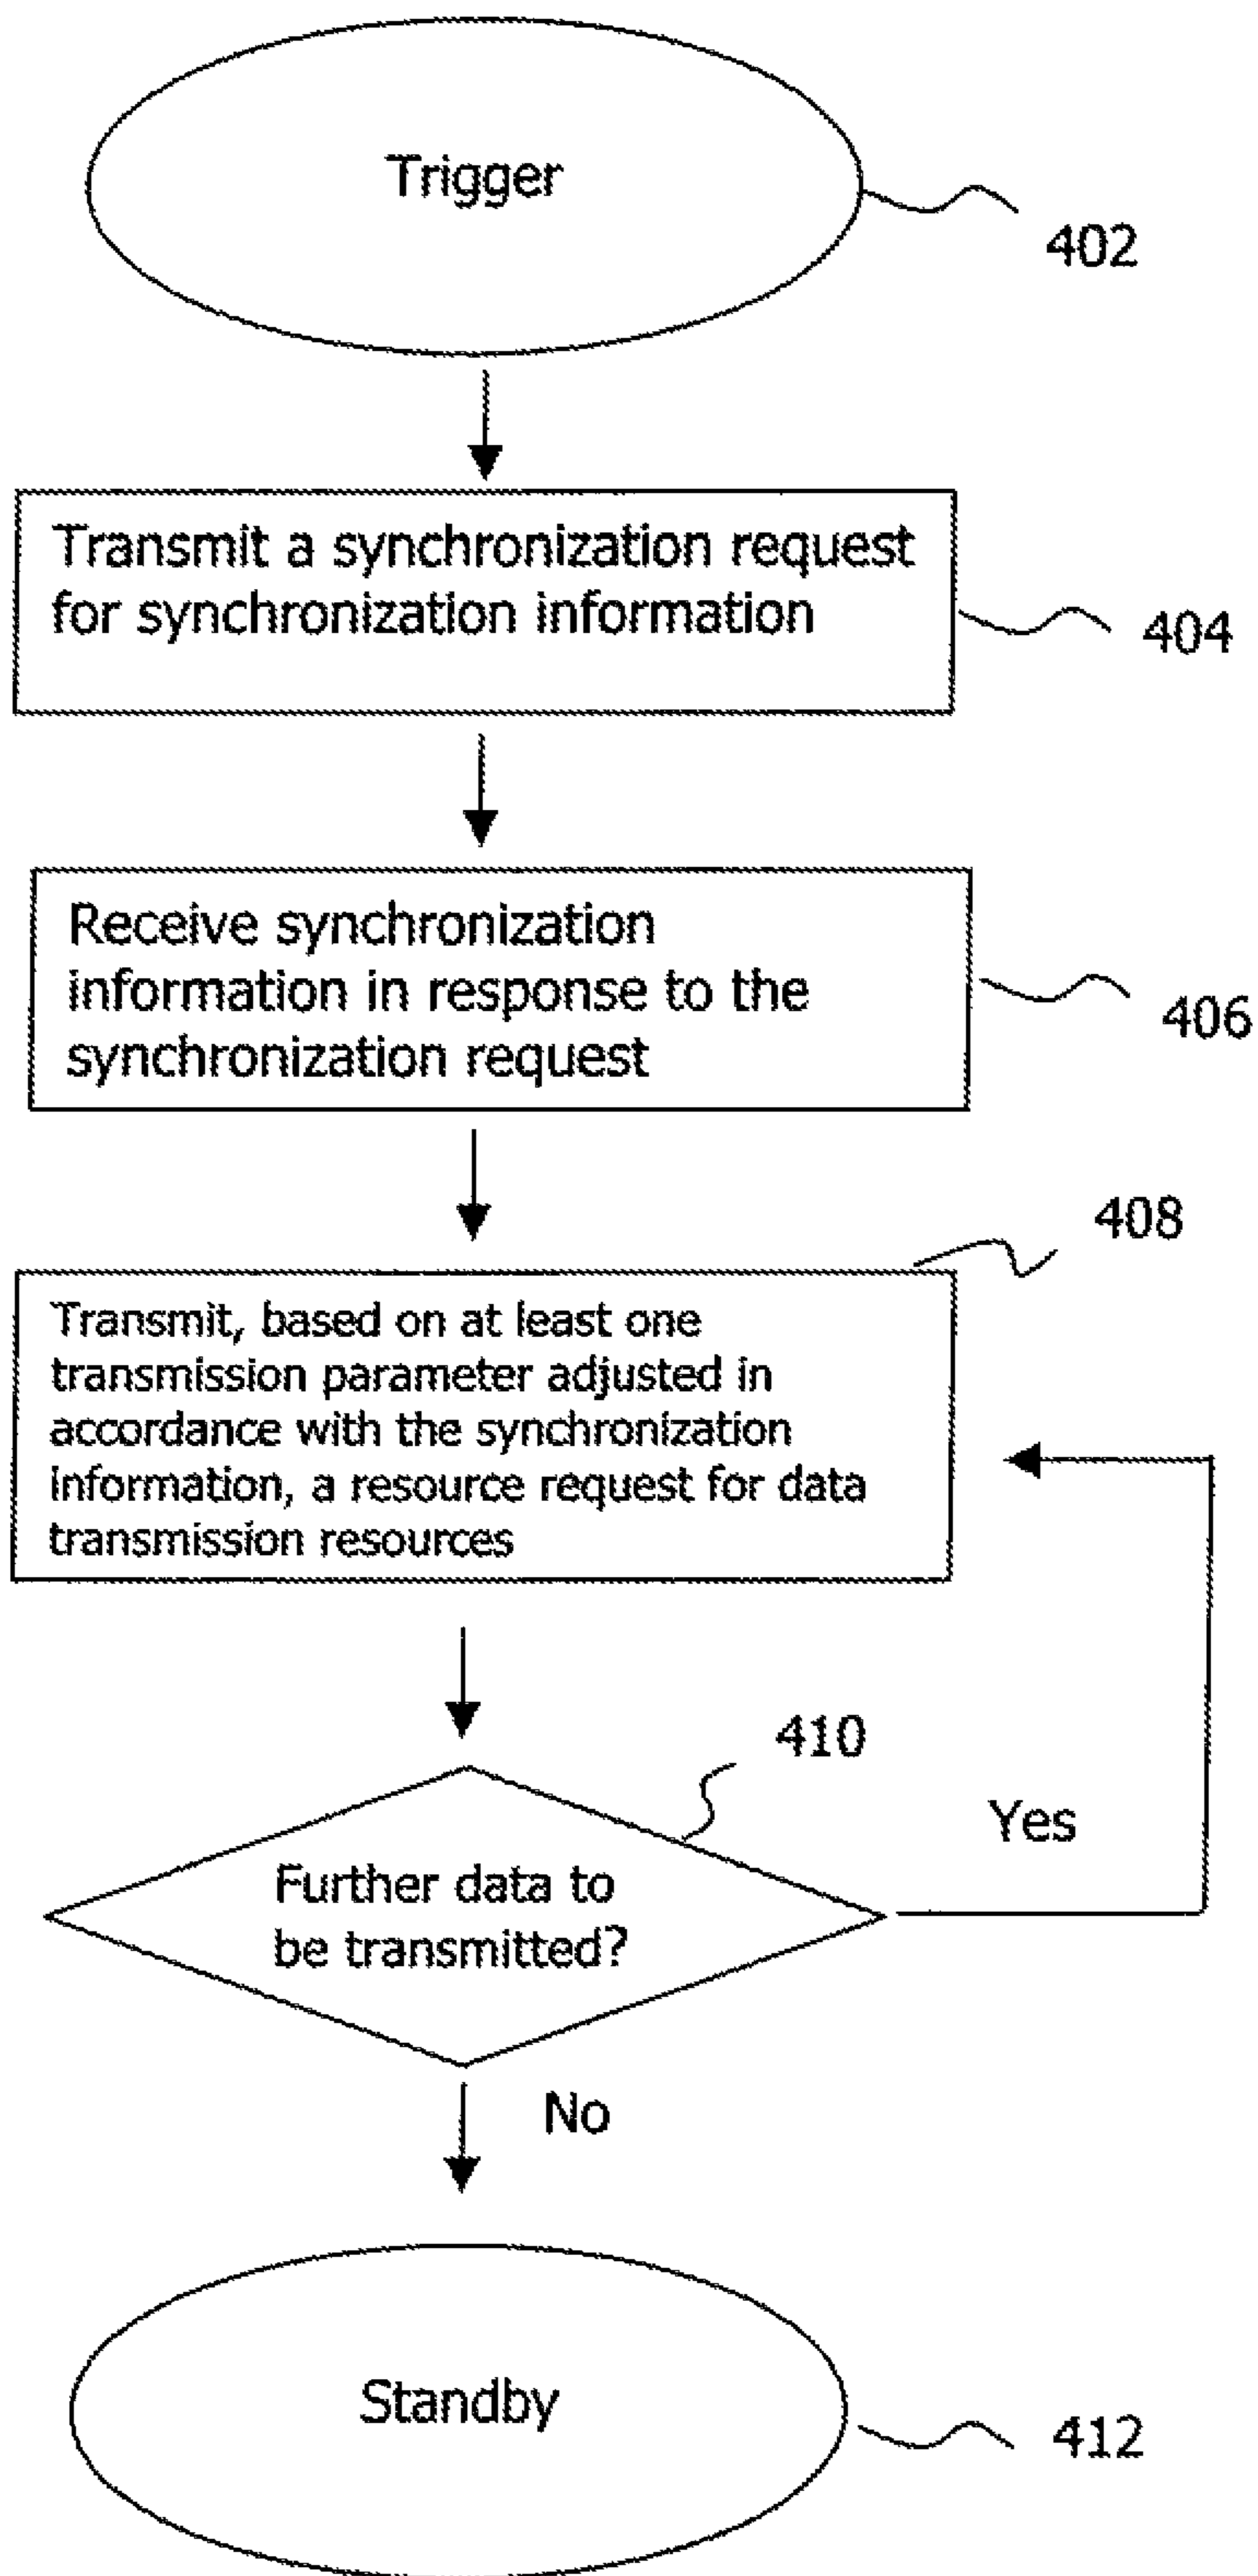 Trigger
402
Transmit a synchronization request
for synchronization information
404
Receive synchronization
information in response to the
synchronization request
406
408
Transmit, based on at least one
transmission parameter adjusted in
accordance with the synchronization
information, a resource request for data
transmission resources
410
Yes
Further data to
be transmitted?
No
Standby
412